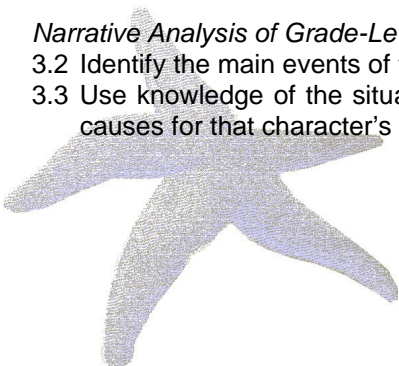 Narrative Analysis of Grade-Le
3.2 Identify the main events of
3.3 Use knowledge of the situa
causes for that character's